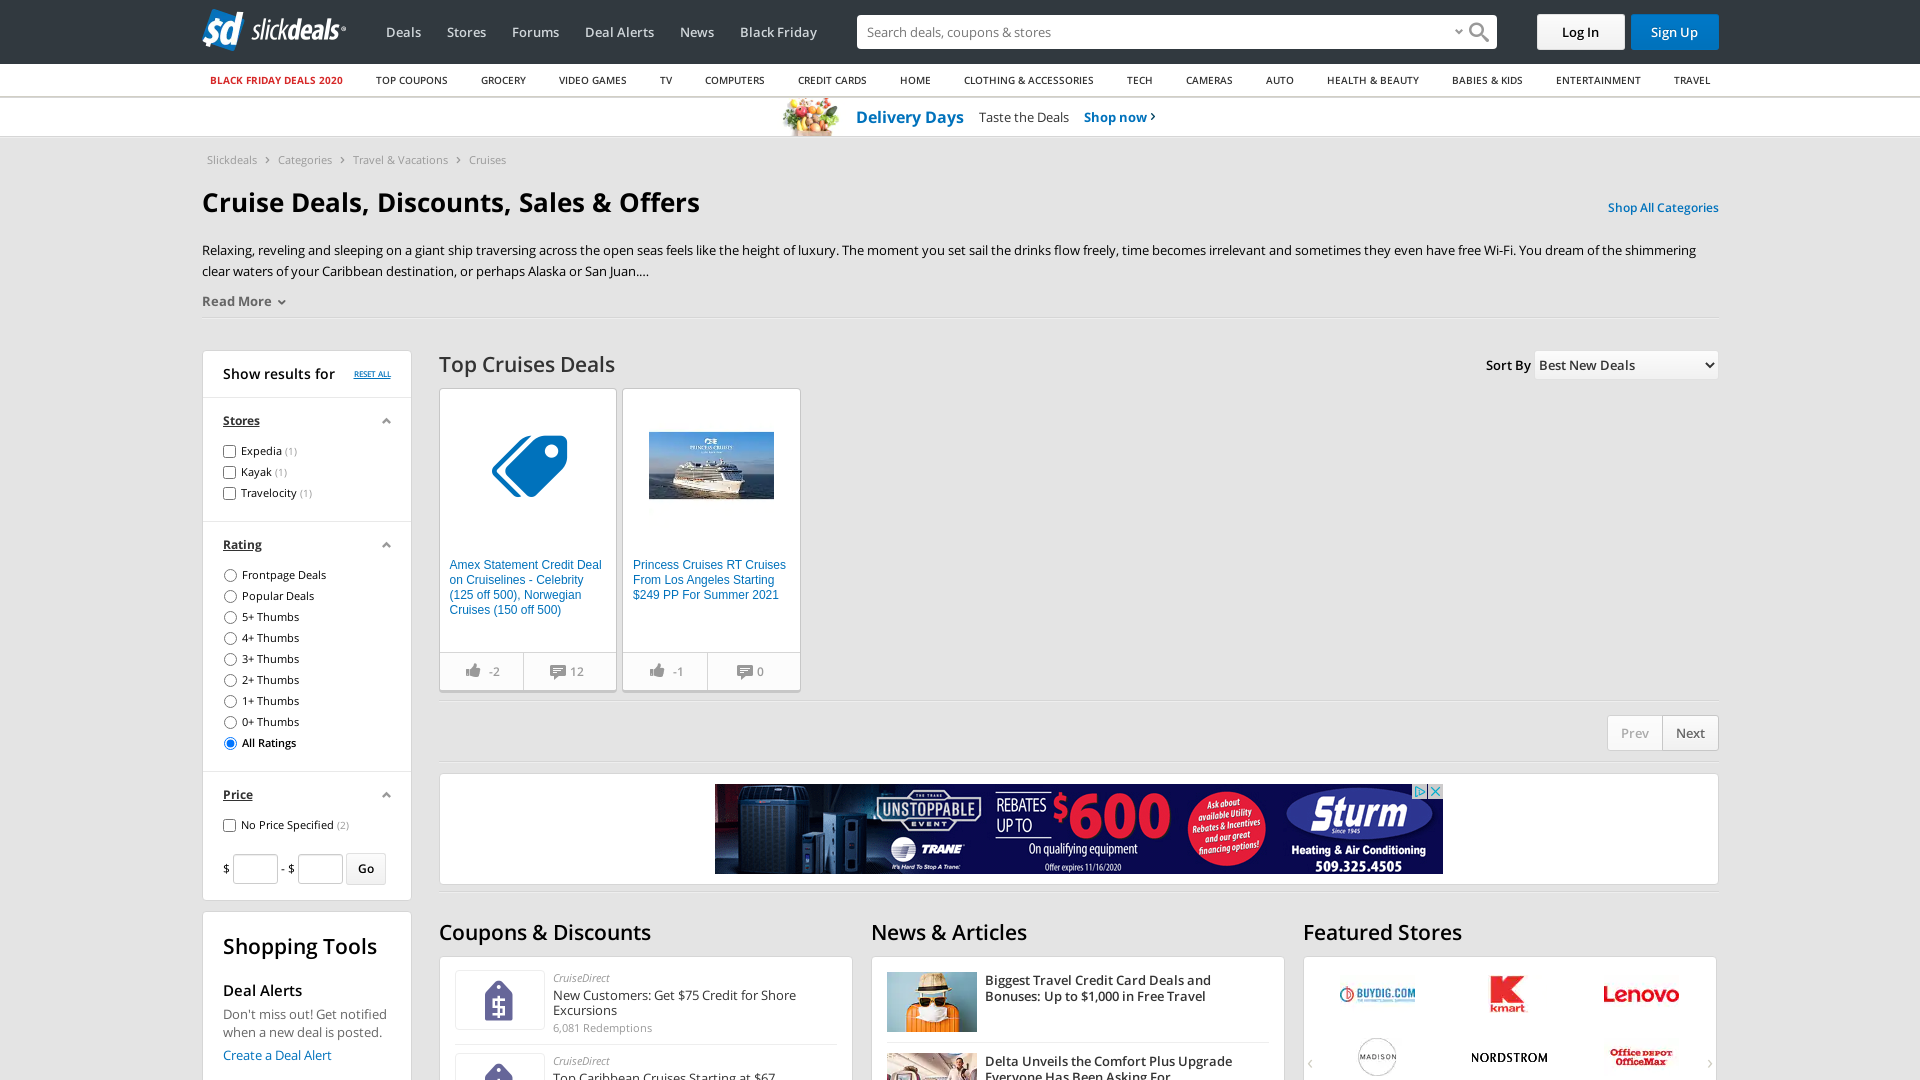 slickdeals
Deals
Stores
Forums
Deal Alerts
News
Black Friday
Search deals, coupons & stores
Log In
Sign Up
BLACK FRIDAY DEALS 2020
TOP COUPONS
GROCERY
VIDEO GAMES
TV
COMPUTERS
CREDIT CARDS
HOME
CLOTHING & ACCESSORIES
TECH
CAMERAS
AUTO
HEALTH & BEAUTY
BABIES & KIDS
ENTERTAINMENT
TRAVEL
Delivery Days Taste the Deals Shop now
Slickdeals > Categories > Travel & Vacations > Cruises
Cruise Deals, Discounts, Sales & Offers
Shop All Categories
Relaxing, reveling and sleeping on a giant ship traversing across the open seas feels like the height of luxury. The moment you set sail the drinks flow freely, time becomes irrelevant and sometimes they even have free Wi-Fi. You dream of the shimmering
clear waters of your Caribbean destination, or perhaps Alaska or San Juan....
Read More
Show results for RESET ALL
Stores
Expedia (1)
Kayak (1)
Travelocity (1)
Rating
Frontpage Deals
Popular Deals
5+ Thumbs
4+ Thumbs
3+ Thumbs
2+ Thumbs
1+ Thumbs
0+ Thumbs
All Ratings
Price
No Price Specified (2)
$ - $ Go
Shopping Tools
Deal Alerts
Don't miss out! Get notified
when a new deal is posted.
Create a Deal Alert
Top Cruises Deals
Sort By Best New Deals
Amex Statement Credit Deal
on Cruiselines - Celebrity
(125 off 500), Norwegian
Cruises (150 off 500)
-2
12
PRINCESS CRUISES
Princess Cruises RT Cruises
From Los Angeles Starting
$249 PP For Summer 2021
-1
0
Prev
Next
THE TRANE
UNSTOPPABLE
EVENT
TRANE
It's Hard To Stop A Trane.
REBATES
UP TO $600
On qualifying equipment
Offer expires 11/16/2020
Ask about
available Utility
Rebates & Incentives
and our great
financing options!
Sturm
Since 1945
Heating & Air Conditioning
509.325.4505
Coupons & Discounts
CruiseDirect
New Customers: Get $75 Credit for Shore
Excursions
6,081 Redemptions
CruiseDirect
Top Caribbean Cruises Starting at $67
News & Articles
Biggest Travel Credit Card Deals and
Bonuses: Up to $1,000 in Free Travel
Delta Unveils the Comfort Plus Upgrade
Everyone Has Been Asking For
Featured Stores
BUYDIG.COM
kmart
Lenovo
MADISON
NORDSTROM
Office DEPOT
OfficeMax